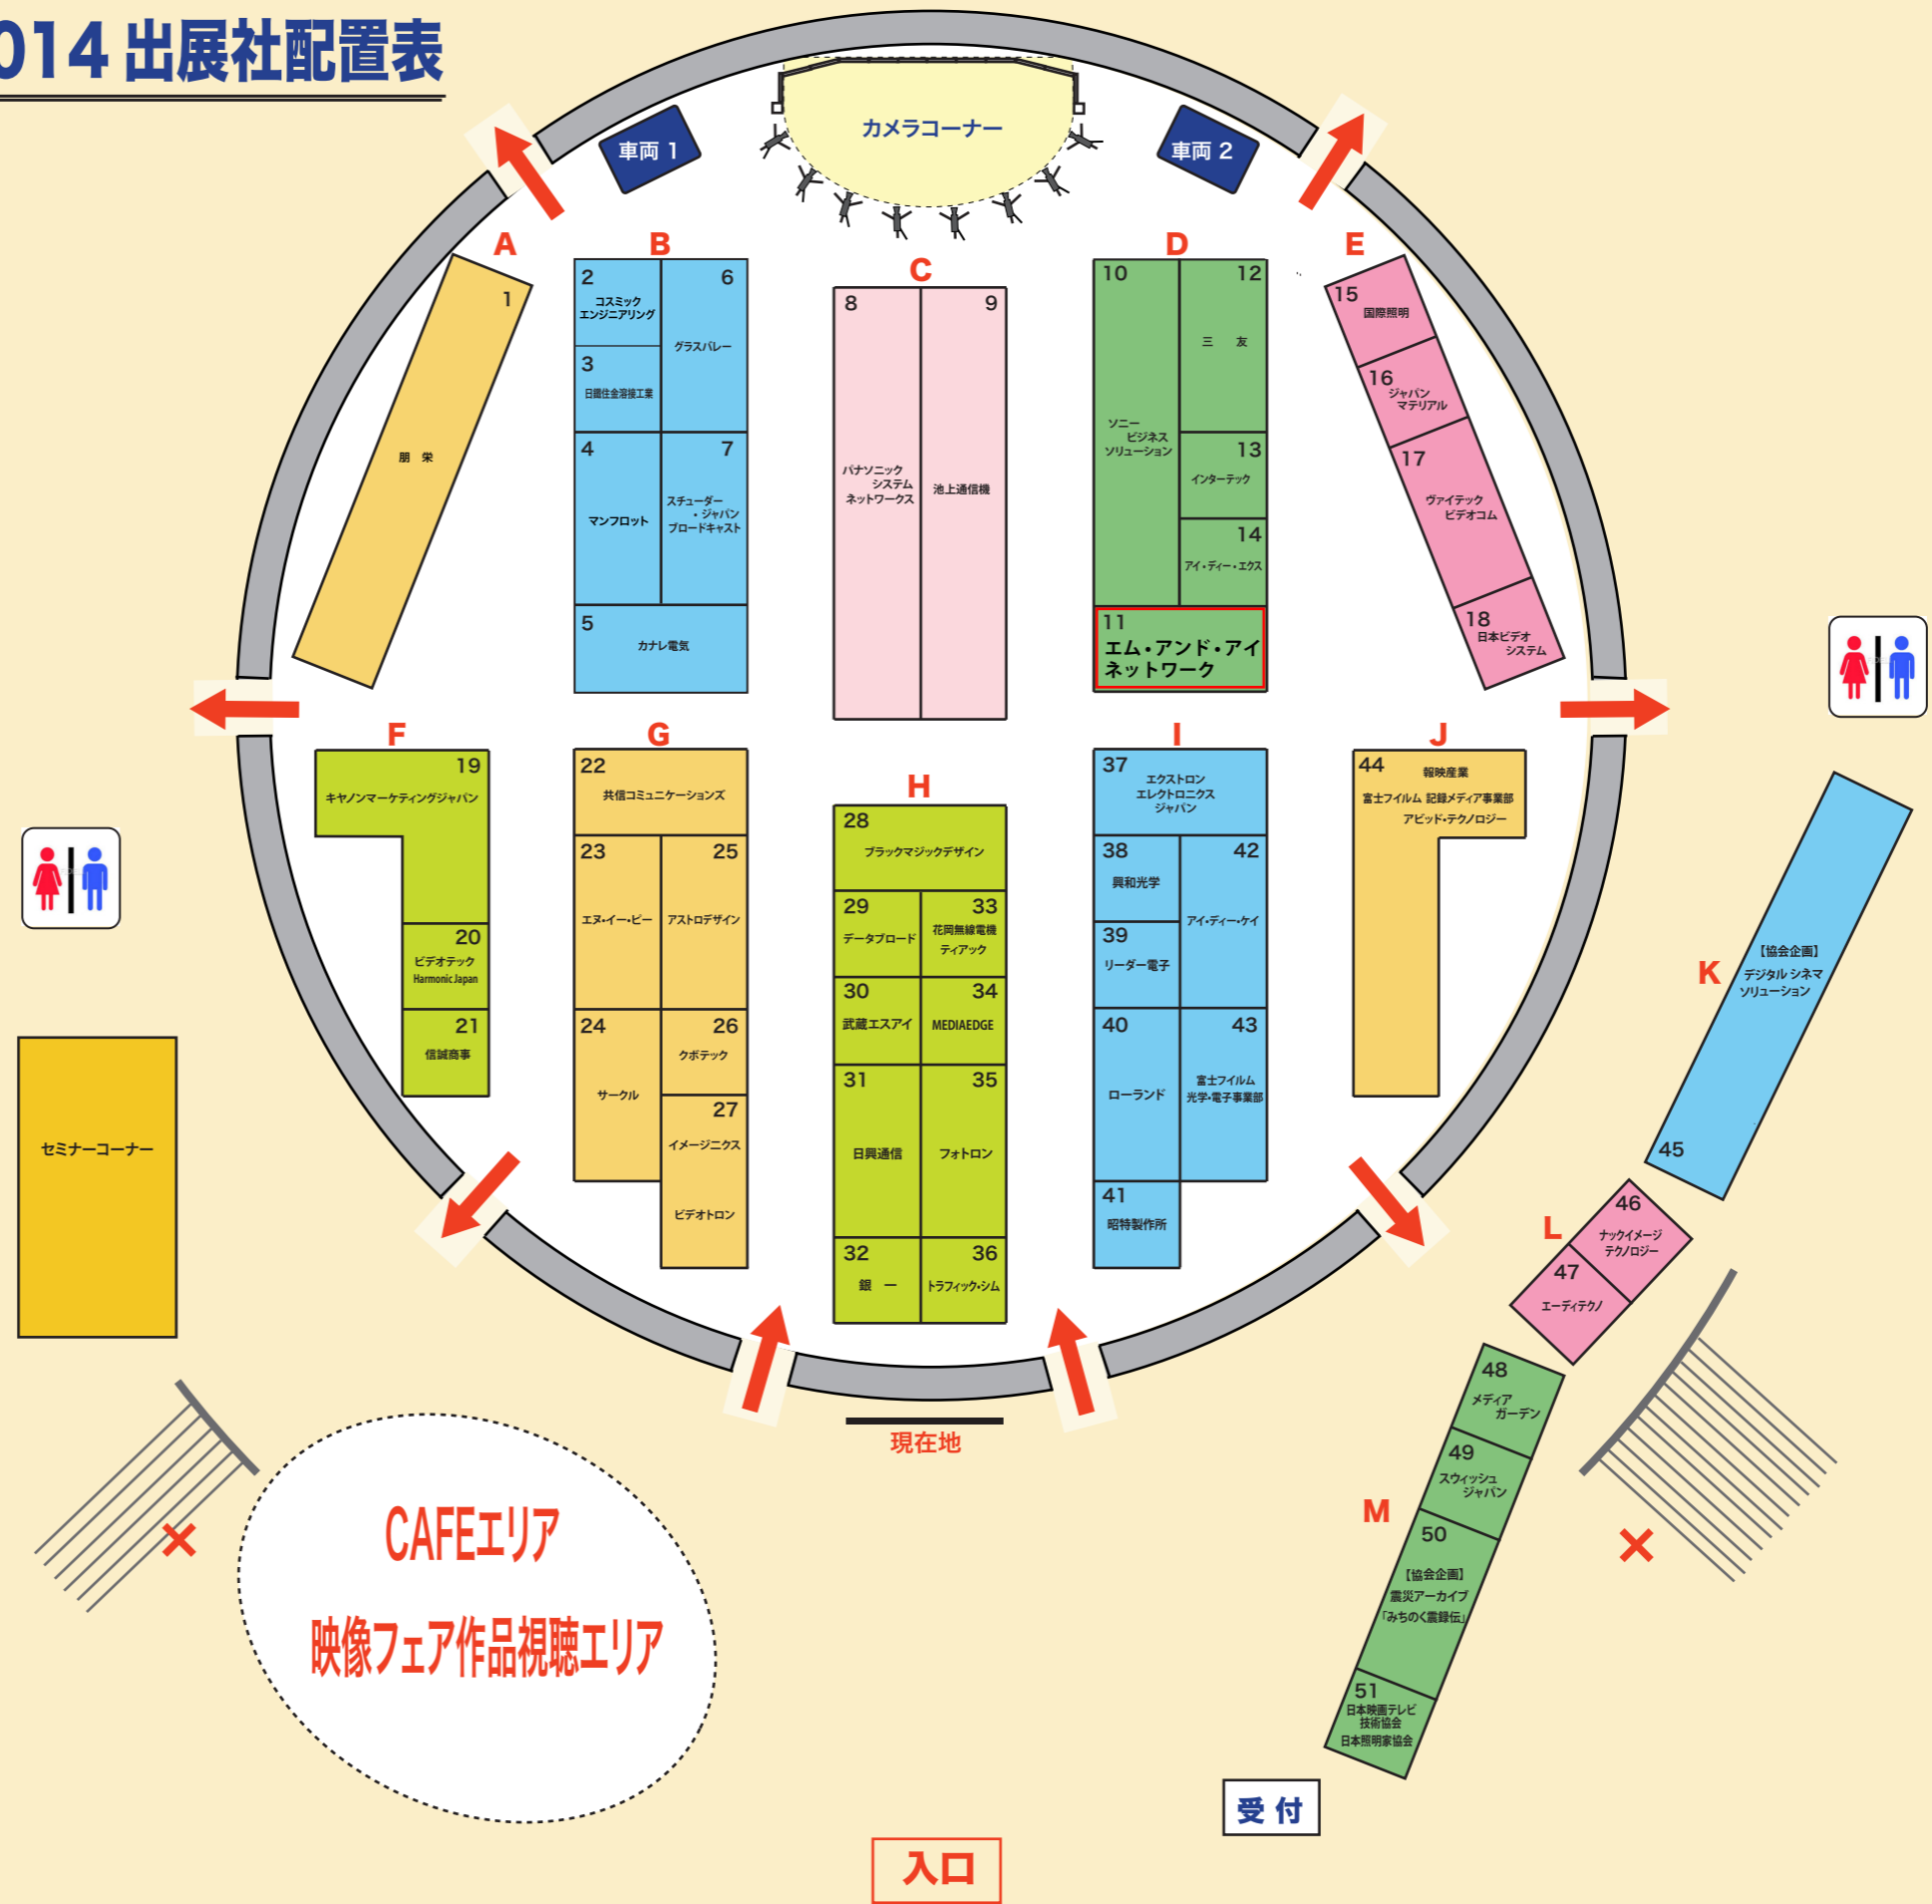 014 出展社配置表
カメラコーナー
車両 1
車両 2
A
1
朋 栄
B
2
コスミック
エンジニアリング
3
日鐵住金溶接工業
4
マンフロット
5
カナレ電気
6
グラスバレー
7
スチューダー
・ジャパン
ブロードキャスト
C
8
パナソニック
システム
ネットワークス
9
池上通信機
D
10
ソニー
ビジネス
ソリューション
11
エム・アンド・アイ
ネットワーク
12
三 友
13
インターテック
14
アイ・ディー・エクス
E
15
国際照明
16
ジャパン
マテリアル
17
ヴァイテック
ビデオコム
18
日本ビデオ
システム
F
19
キヤノンマーケティングジャパン
20
ビデオテック
Harmonic Japan
21
信誠商事
G
22
共信コミュニケーションズ
23
エヌ・イー・ピー
24
サークル
25
アストロデザイン
26
クボテック
27
イメージニクス
ビデオトロン
H
28
ブラックマジックデザイン
29
データブロード
30
武蔵エスアイ
31
日興通信
32
銀 一
33
花岡無線電機
ティアック
34
MEDIAEDGE
35
フォトロン
36
トラフィック・シム
I
37
エクストロン
エレクトロニクス
ジャパン
38
興和光学
39
リーダー電子
40
ローランド
41
昭特製作所
42
アイ・ディー・ケイ
43
富士フイルム
光学・電子事業部
J
44
報映産業
富士フイルム 記録メディア事業部
アビッド・テクノロジー
K
【協会企画】
デジタル シネマ
ソリューション
45
L
46
ナックイメージ
テクノロジー
47
エーディテクノ
M
48
メディア
ガーデン
49
スウィッシュ
ジャパン
50
【協会企画】
震災アーカイブ
「みちのく震録伝」
51
日本映画テレビ
技術協会
日本照明家協会
セミナーコーナー
現在地
CAFEエリア
映像フェア作品視聴エリア
受 付
入口